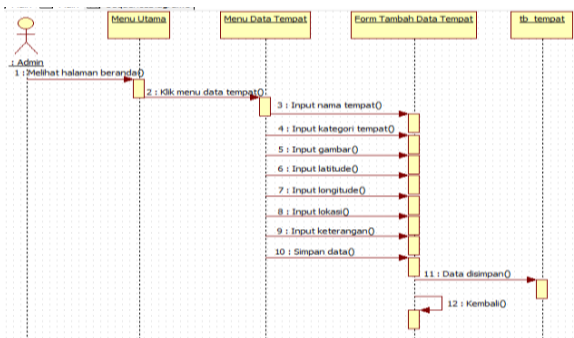 Menu Utama
Menu Data Tempat
Form Tambah Data Tempat
tb_tempat
: Admin
1 : Melihat halaman beranda()
2 : Klik menu data tempat()
3 : Input nama tempat()
4 : Input kategori tempat()
5 : Input gambar()
6 : Input latitude()
7 : Input longitude()
8 : Input lokasi()
9 : Input keterangan()
10 : Simpan data()
11 : Data disimpan()
12 : Kembali()